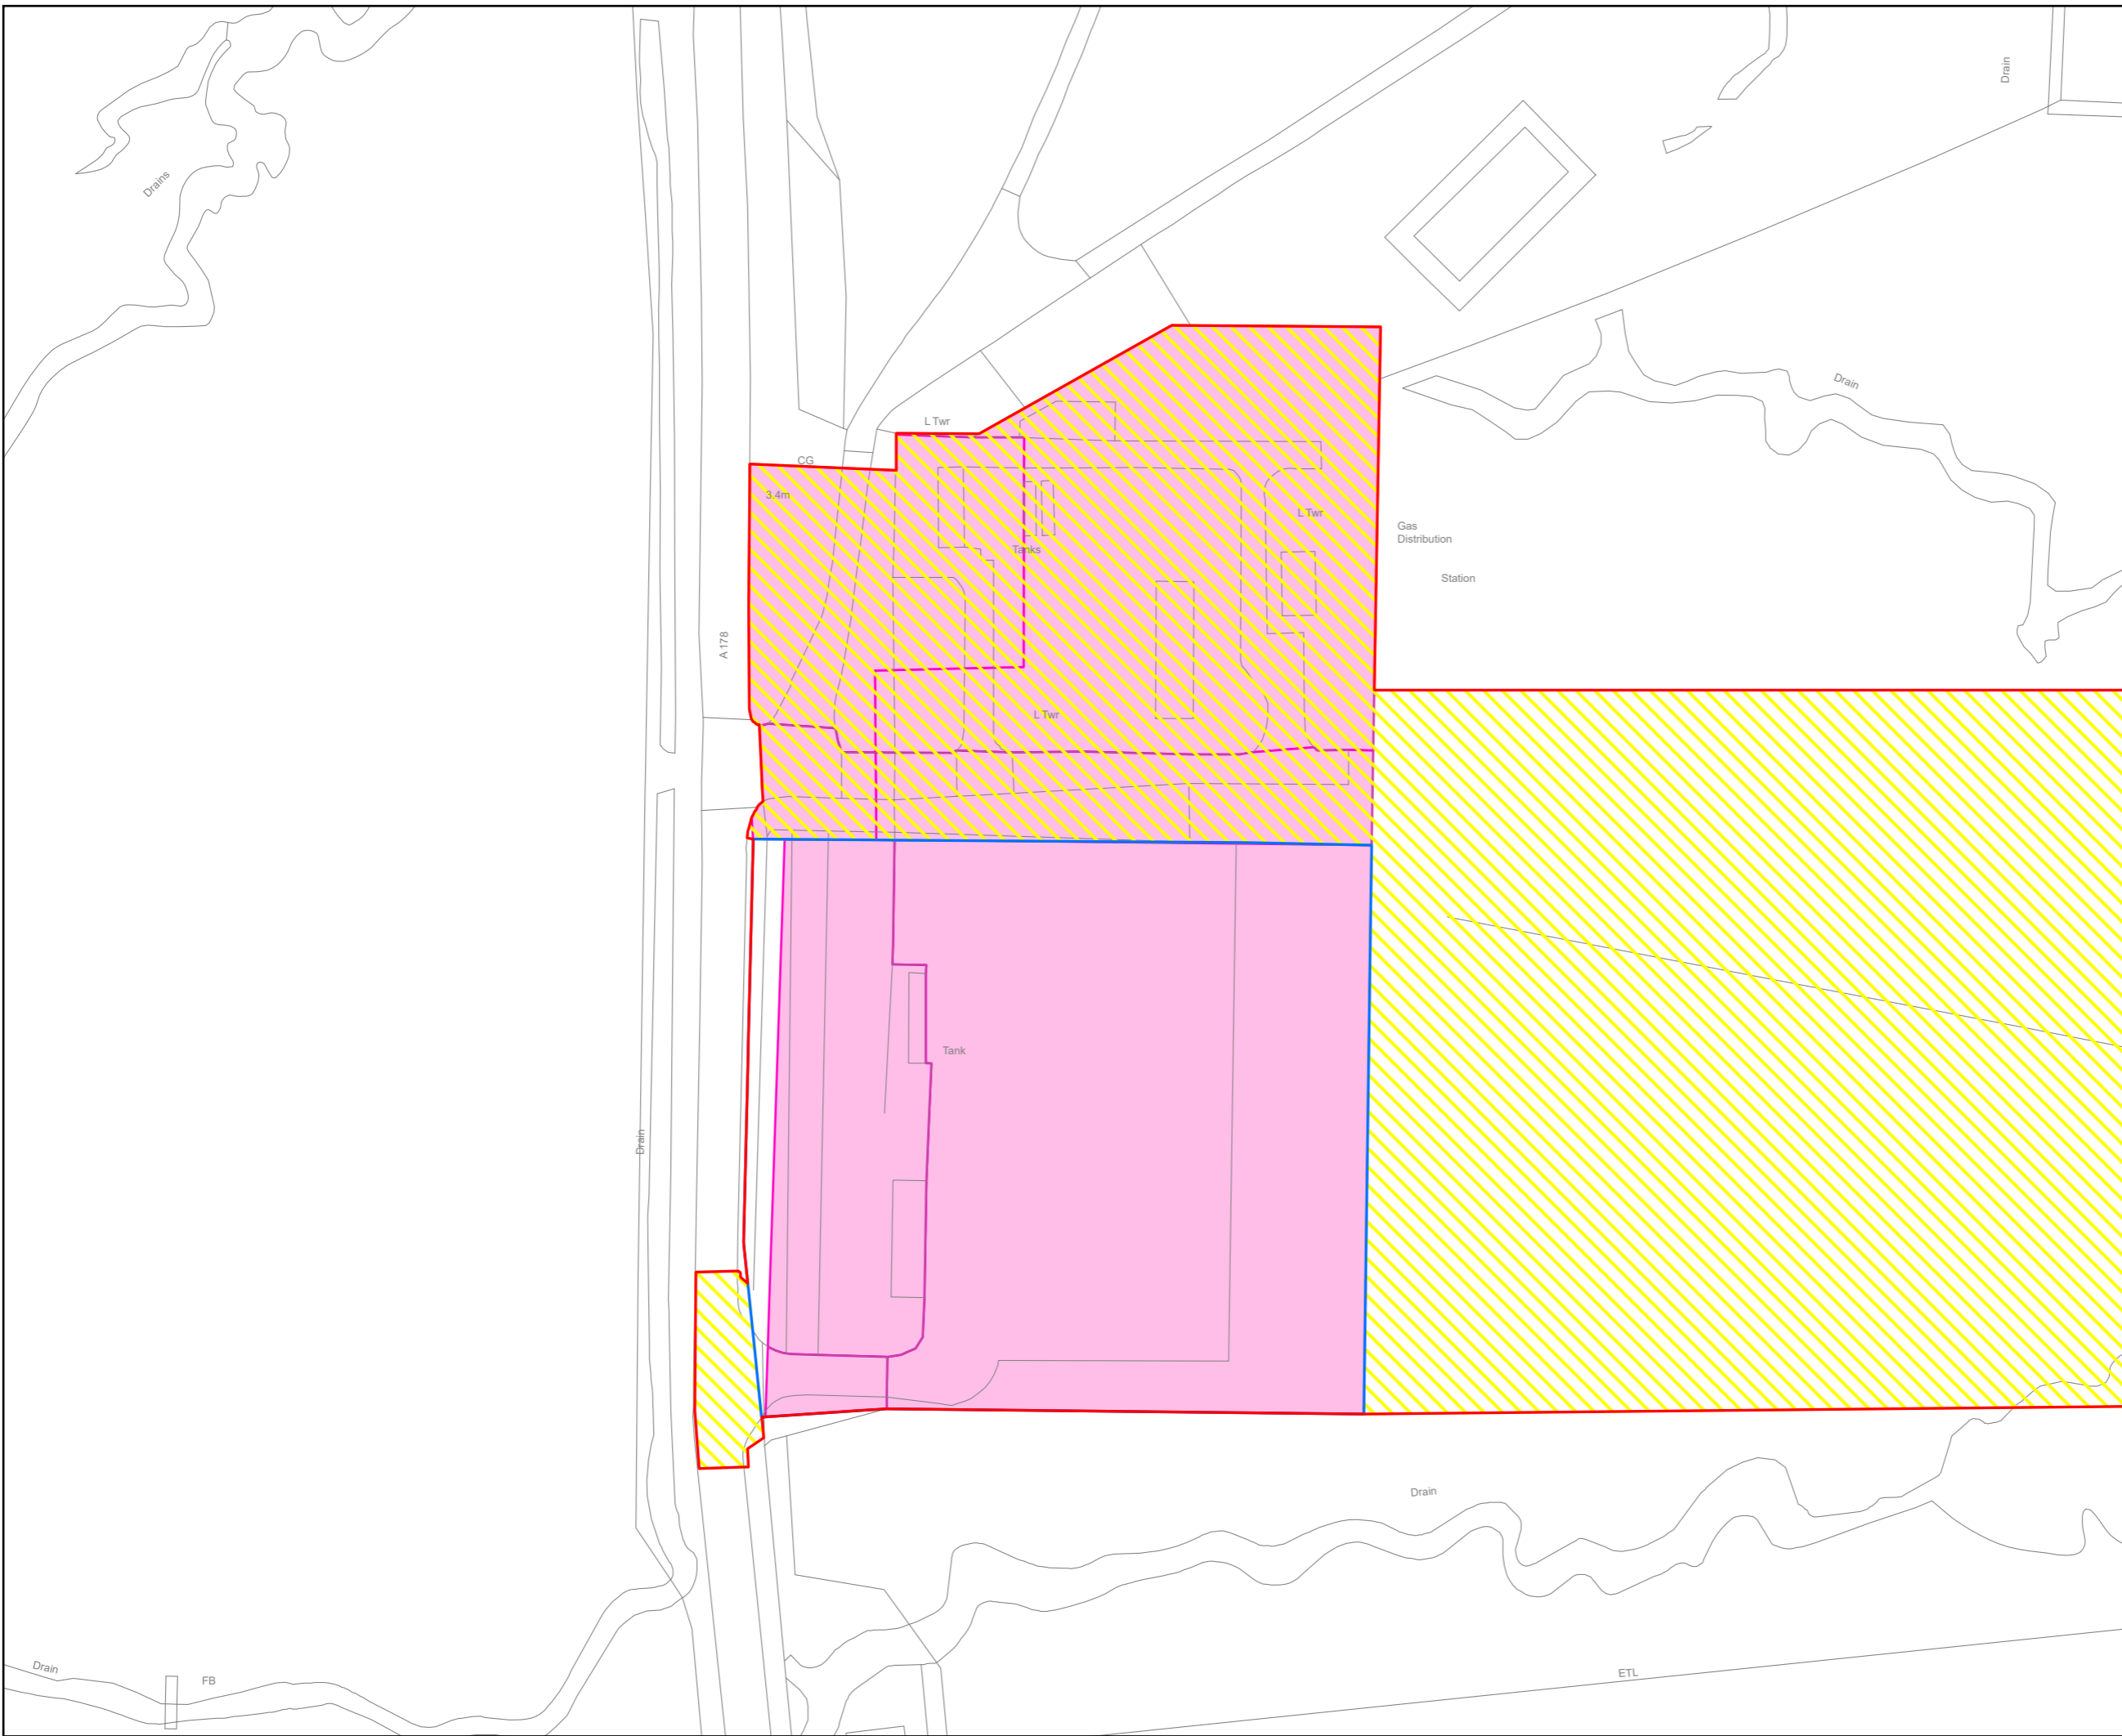 Drain
Drains
Drain
L Twr
CG
3.4m
L Twr
Gas
Distribution
Tanks
Station
A 178
L Twr
Tank
Drain
Drain
Drain
FB
ETL